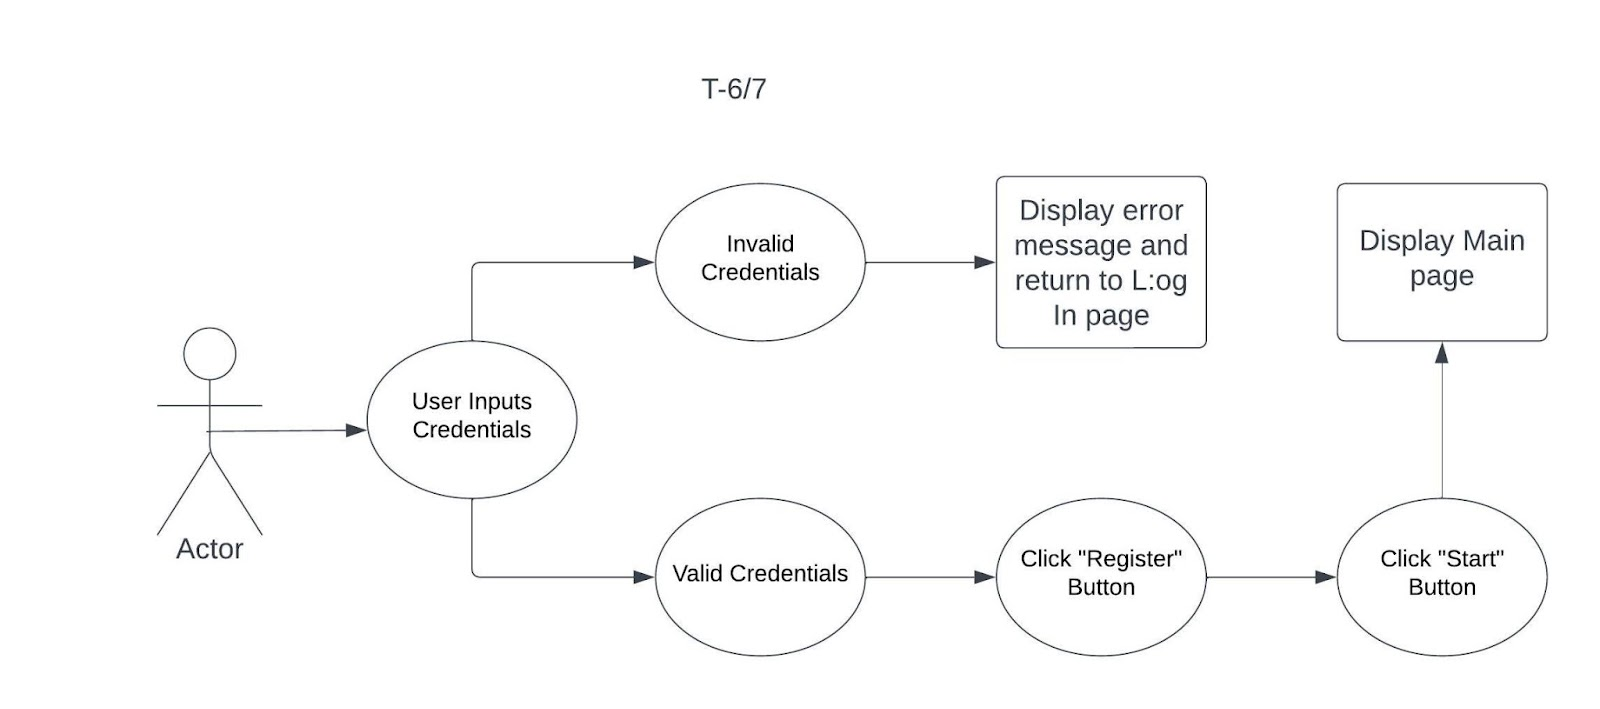 T-6/7
Invalid
Credentials
Display error
message and
return to L:og
In page
Display Main
page
User Inputs
Credentials
Actor
Valid Credentials
Click "Register"
Button
Click "Start"
Button